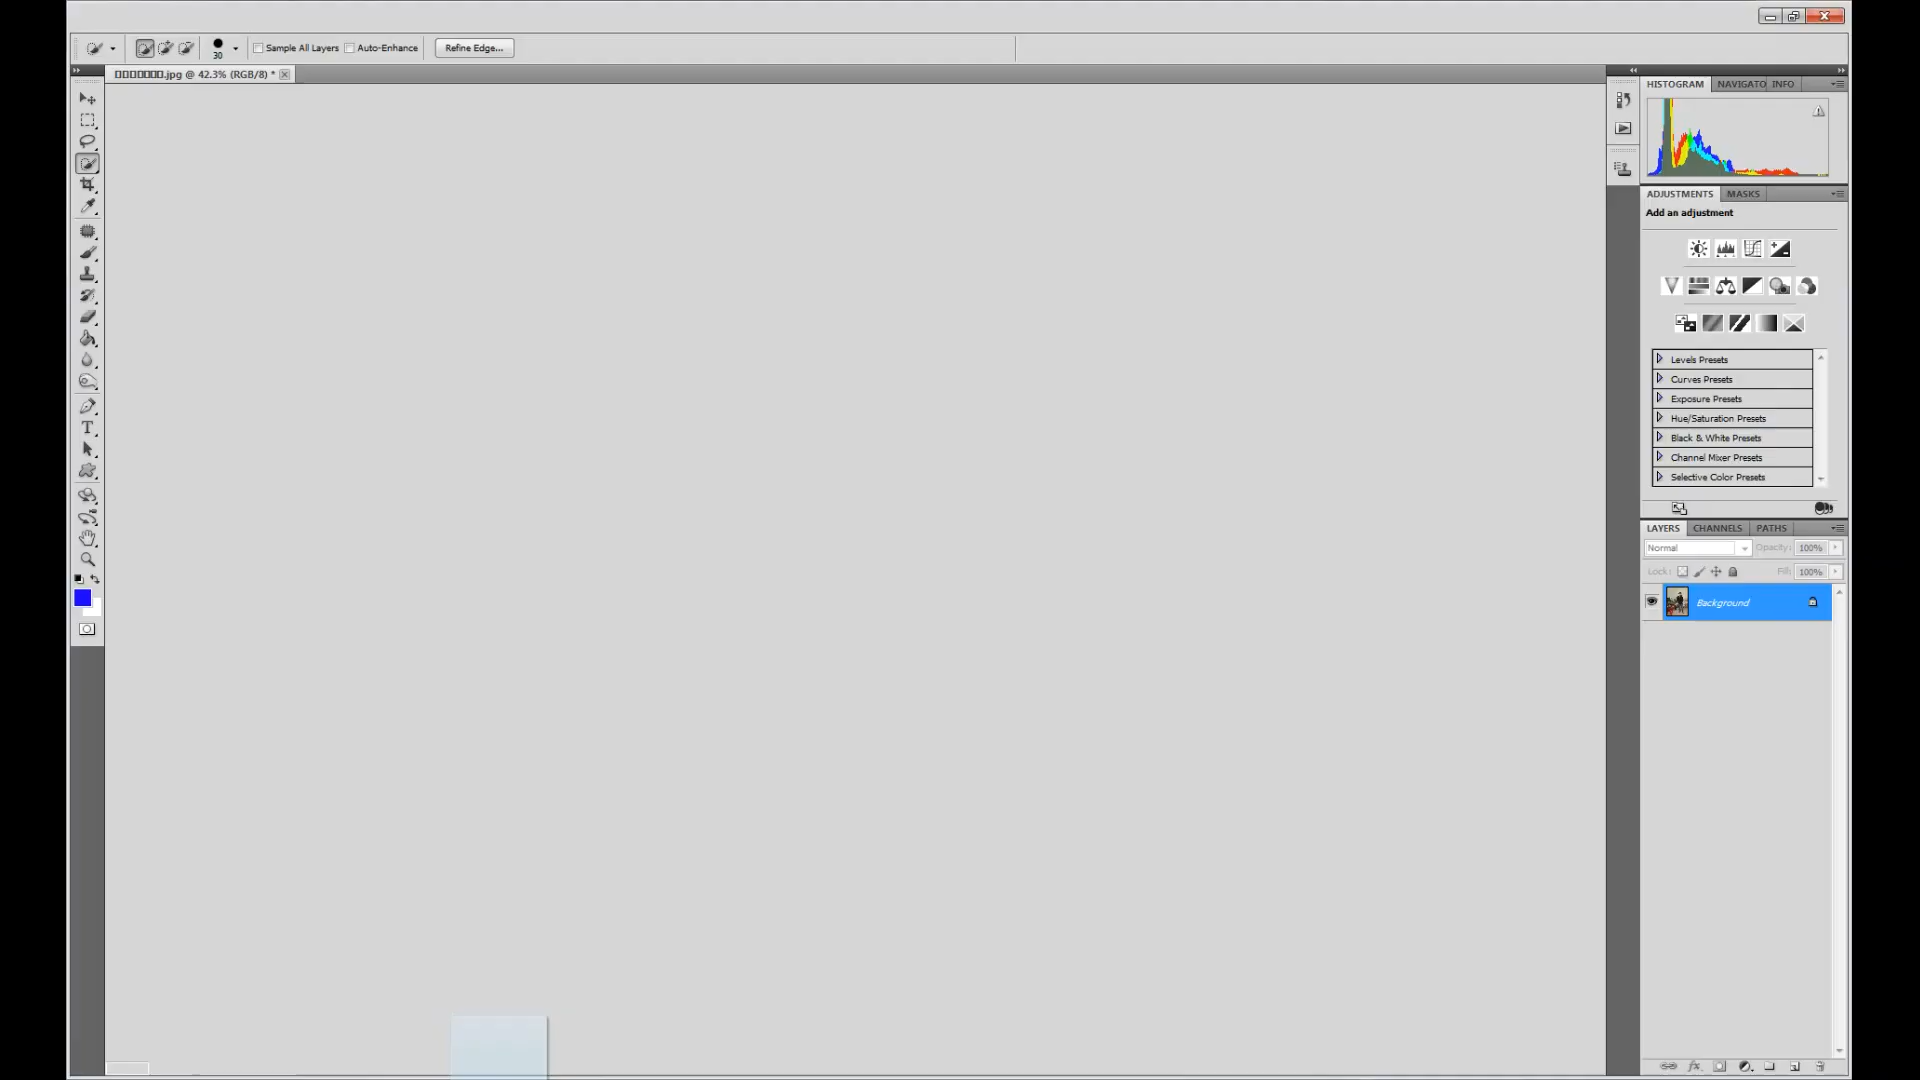 30
Sample All Layers Auto-Enhance Refine Edge...
.jpg @ 42.3% (RGB/8) *
HISTOGRAM NAVIGATO INFO
ADJUSTMENTS MASKS
Add an adjustment
Levels Presets
Curves Presets
Exposure Presets
Hue/Saturation Presets
Black & White Presets
Channel Mixer Presets
Selective Color Presets
LAYERS CHANNELS PATHS
Normal Opacity: 100%
Lock: Fill: 100%
Background